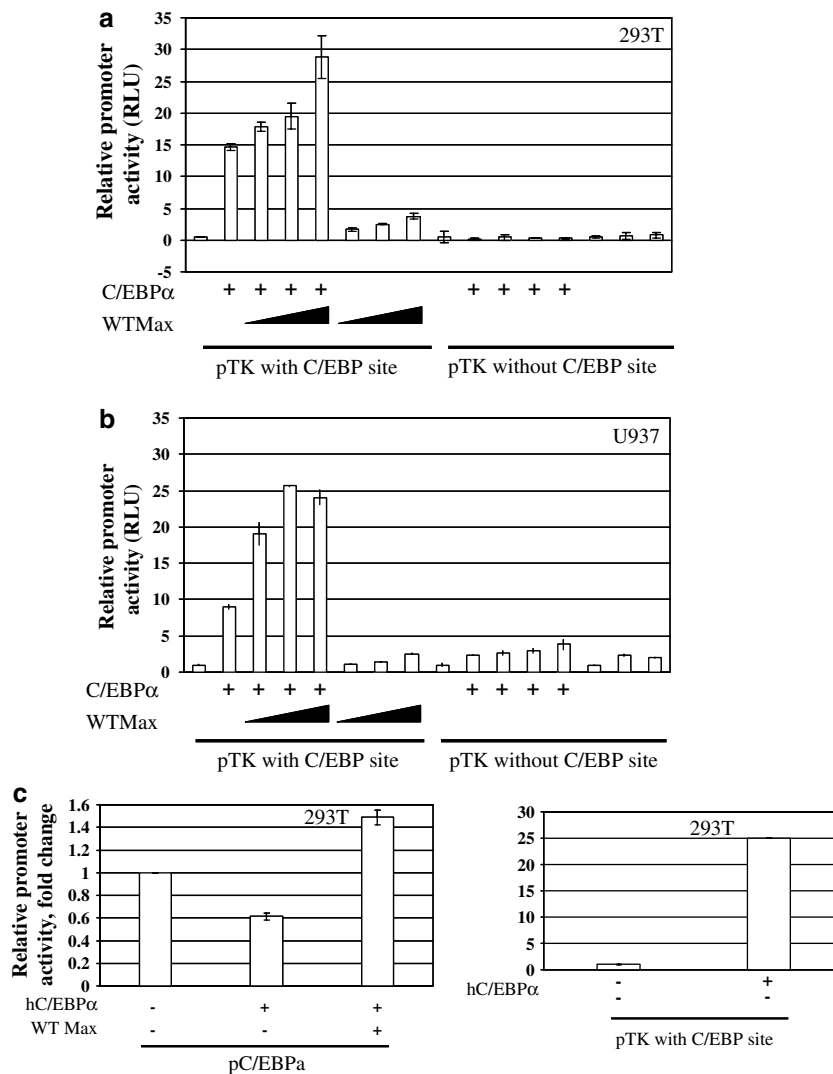 a
293T
Relative promoter
activity (RLU)
35
30
25
20
15
10
5
0
-5
C/EBPα + + + + + + + +
WTMax
pTK with C/EBP site
pTK without C/EBP site
b
U937
Relative promoter
activity (RLU)
35
30
25
20
15
10
5
0
C/EBPα + + + + + + + +
WTMax
pTK with C/EBP site
pTK without C/EBP site
c
293T
Relative promoter
activity, fold change
1.6
1.4
1.2
1
0.8
0.6
0.4
0.2
0
hC/EBPα - + +
WT Max - - +
pC/EBPa
293T
30
25
20
15
10
5
0
hC/EBPα - +
- -
pTK with C/EBP site